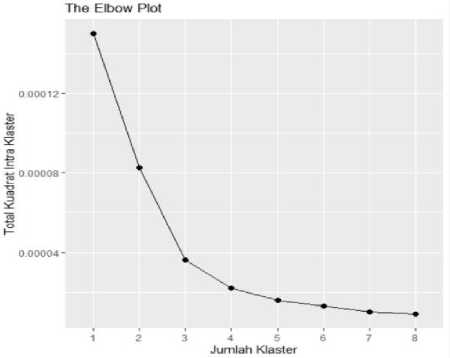 The Elbow Plot
Total Kuadrat Intra Klaster
0.00012
0.00008
0.00004
1 2 3 4 5 6 7 8
Jumlah Klaster